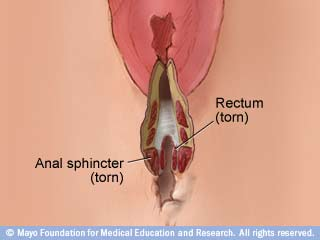 Rectum
(torn)
Anal sphincter
(torn)
© Mayo Foundation for Medical Education and Research. All rights reserved.